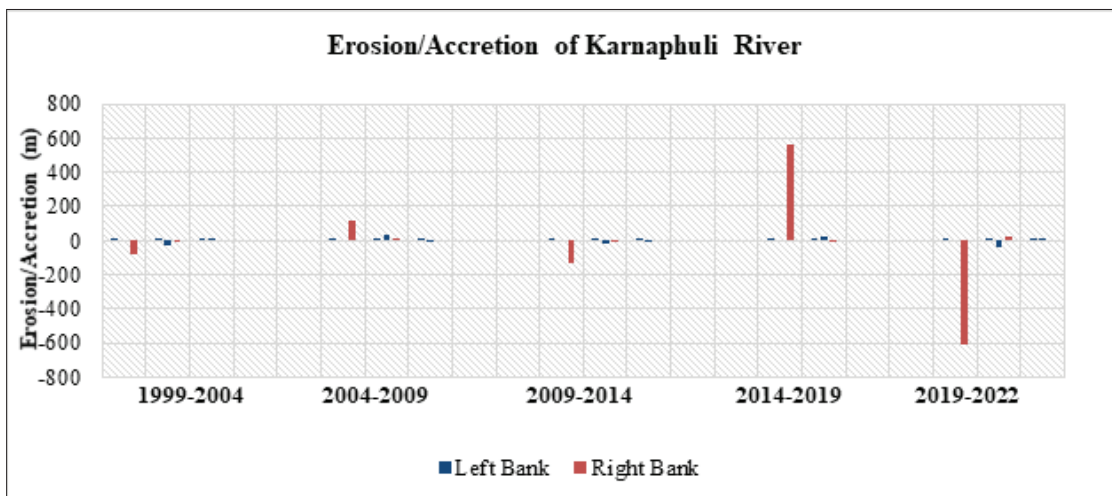 Erosion/Accretion of Karnaphuli River
Erosion/Accretion (m)
800
600
400
200
0
-200
-400
-600
-800
1999-2004 2004-2009 2009-2014 2014-2019 2019-2022
Left Bank Right Bank